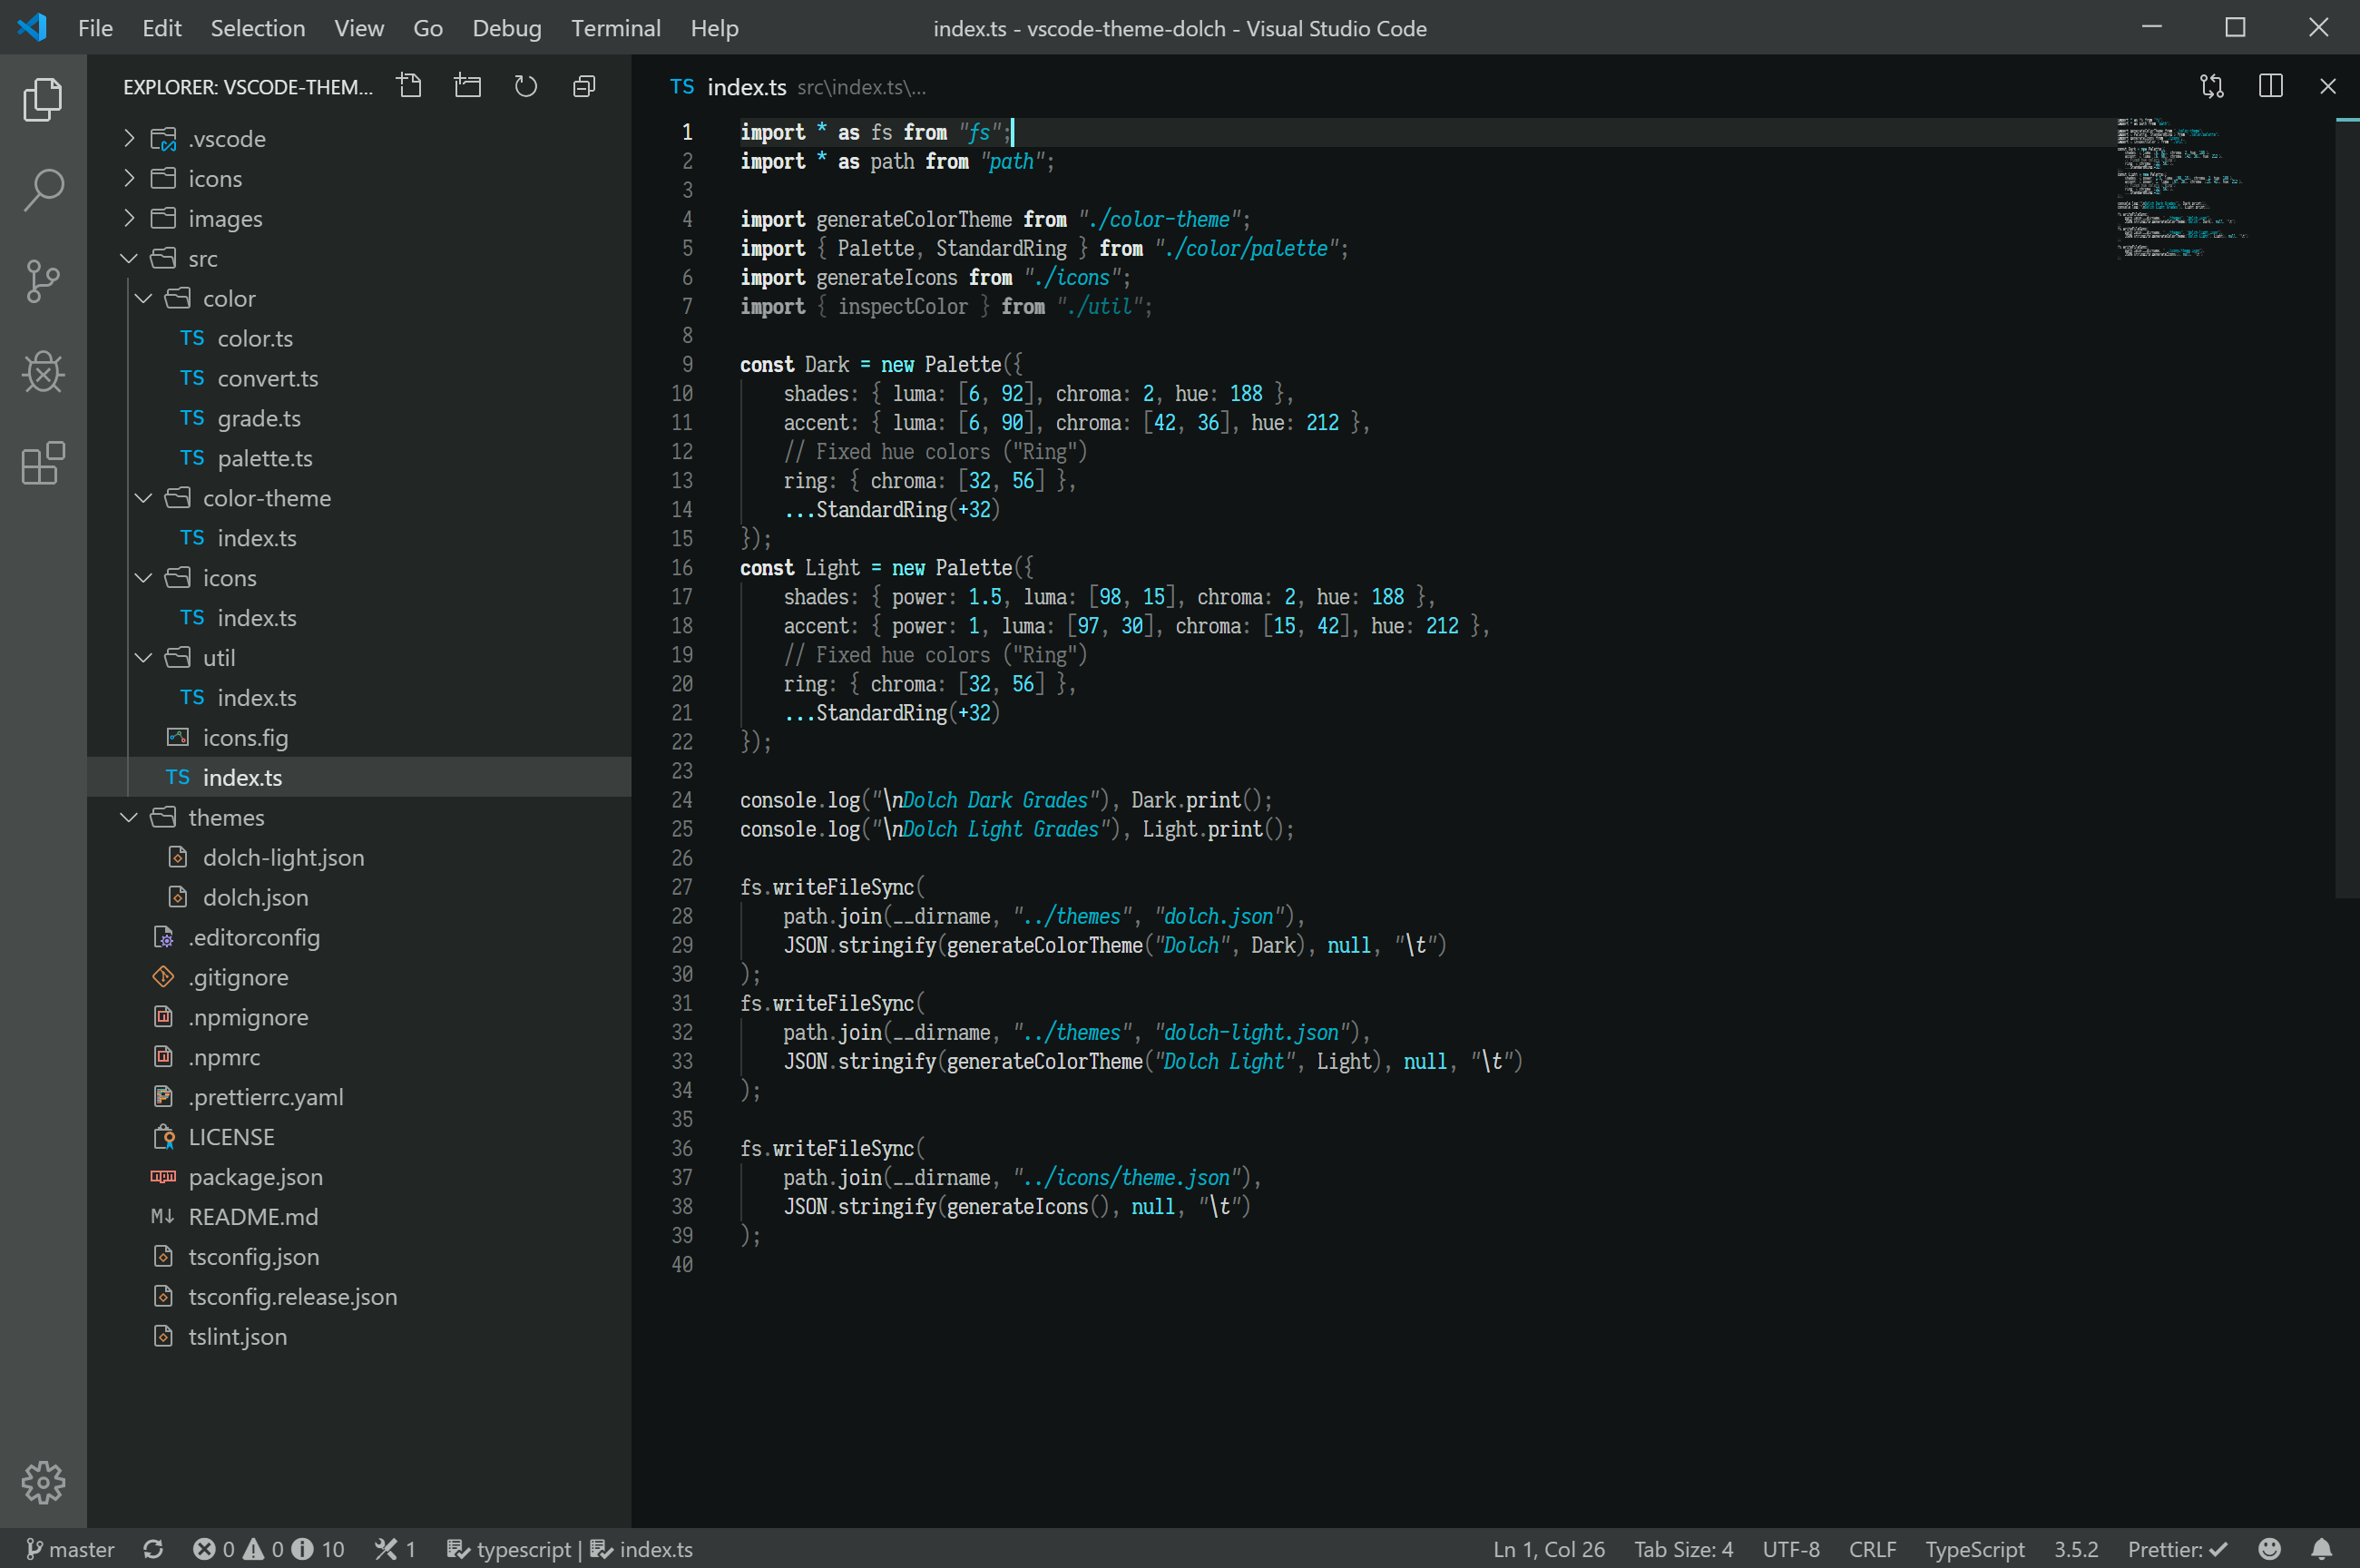 File Edit Selection View Go Debug Terminal Help
index.ts - vscode-theme-dolch - Visual Studio Code
EXPLORER: VSCODE-THEM...
.vscode
icons
images
src
color
TS color.ts
TS convert.ts
TS grade.ts
TS palette.ts
color-theme
TS index.ts
icons
TS index.ts
util
TS index.ts
icons.fig
TS index.ts
themes
dolch-light.json
dolch.json
.editorconfig
.gitignore
.npmignore
.npmrc
.prettierrc.yaml
LICENSE
package.json
M↓ README.md
tsconfig.json
tsconfig.release.json
tslint.json
TS index.ts src\index.ts\...
1 import * as fs from "fs";
2 import * as path from "path";
3
4 import generateColorTheme from "./color-theme";
5 import { Palette, StandardRing } from "./color/palette";
6 import generateIcons from "./icons";
7 import { inspectColor } from "./util";
8
9 const Dark = new Palette({
10     shades: { luma: [6, 92], chroma: 2, hue: 188 },
11     accent: { luma: [6, 90], chroma: [42, 36], hue: 212 },
12     // Fixed hue colors ("Ring")
13     ring: { chroma: [32, 56] },
14     ...StandardRing(+32)
15 });
16 const Light = new Palette({
17     shades: { power: 1.5, luma: [98, 15], chroma: 2, hue: 188 },
18     accent: { power: 1, luma: [97, 30], chroma: [15, 42], hue: 212 },
19     // Fixed hue colors ("Ring")
20     ring: { chroma: [32, 56] },
21     ...StandardRing(+32)
22 });
23
24 console.log("\nDolch Dark Grades"), Dark.print();
25 console.log("\nDolch Light Grades"), Light.print();
26
27 fs.writeFileSync(
28     path.join(__dirname, "../themes", "dolch.json"),
29     JSON.stringify(generateColorTheme("Dolch", Dark), null, "\t")
30 );
31 fs.writeFileSync(
32     path.join(__dirname, "../themes", "dolch-light.json"),
33     JSON.stringify(generateColorTheme("Dolch Light", Light), null, "\t")
34 );
35
36 fs.writeFileSync(
37     path.join(__dirname, "../icons/theme.json"),
38     JSON.stringify(generateIcons(), null, "\t")
39 );
40
master 0 0 10 1 typescript | index.ts Ln 1, Col 26 Tab Size: 4 UTF-8 CRLF TypeScript 3.5.2 Prettier: ✓